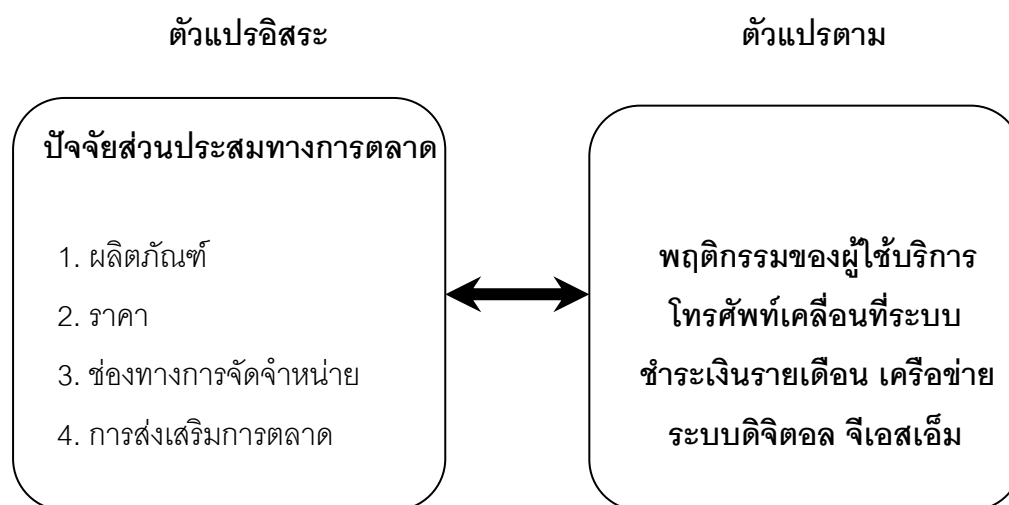 ตัวแปรอิสระ
ตัวแปรตาม
ปัจจัยส่วนประสมทางการตลาด
1. ผลิตภัณฑ์
2. ราคา
3. ช่องทางการจัดจำหน่าย
4. การส่งเสริมการตลาด
พฤติกรรมของผู้ใช้บริการ
โทรศัพท์เคลื่อนที่ระบบ
ชำระเงินรายเดือน เครือข่าย
ระบบดิจิตอล จีเอสเอ็ม